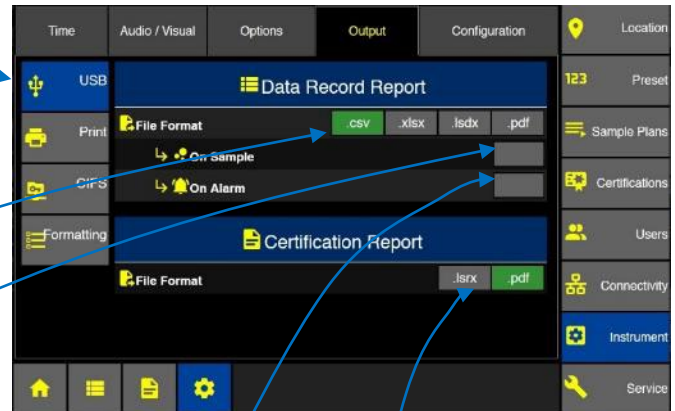 Time Audio / Visual Options Output Configuration Location
USB Data Record Report 123 Preset
Print File Format .csv .xlsx .lsdx .pdf Sample Plans
On Sample
CIFS On Alarm Certifications
Formatting Certification Report Users
File Format .lsrx .pdf Connectivity
Instrument
Service